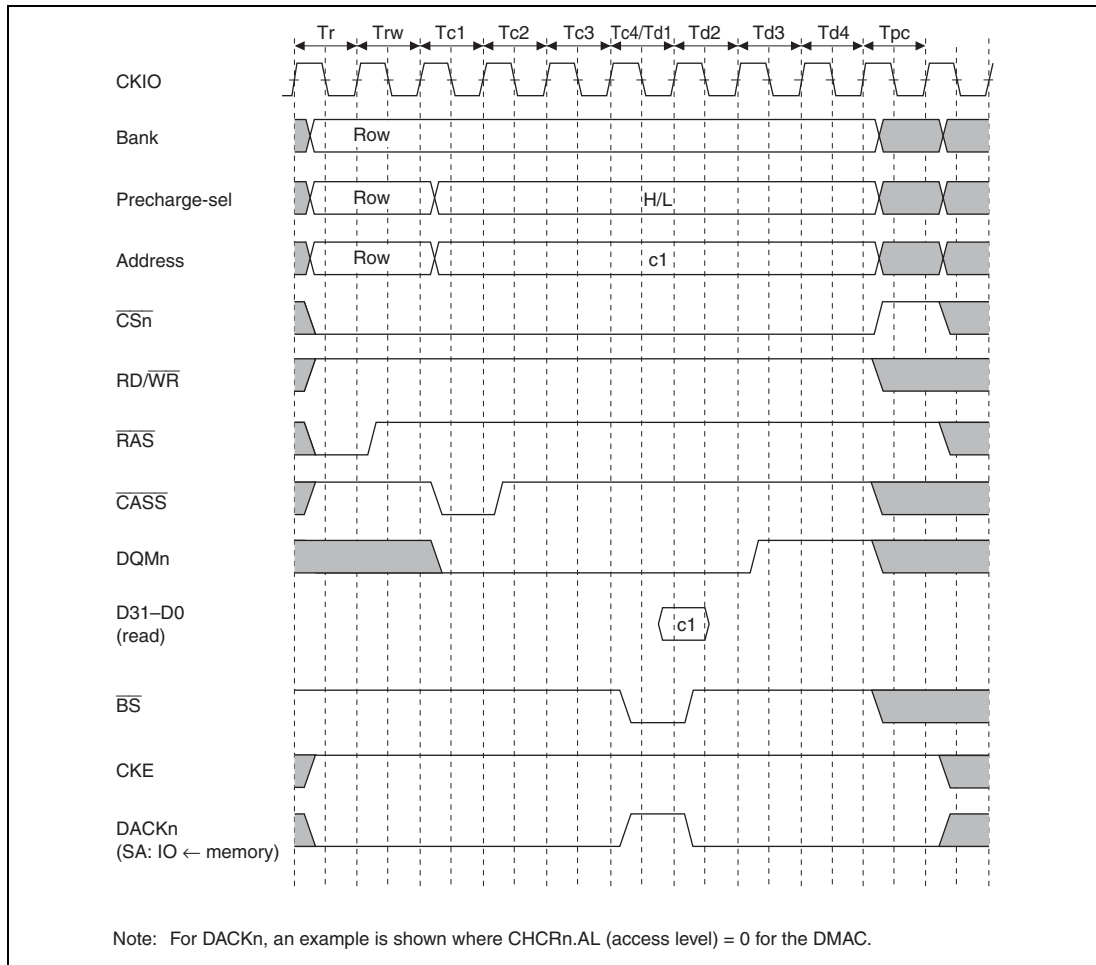 Tr Trw Tc1 Tc2 Tc3 Tc4/Td1 Td2 Td3 Td4 Tpc
CKIO
Bank Row
Precharge-sel Row H/L
Address Row c1
CSn
RD/WR
RAS
CASS
DQMn
D31–D0
(read) c1
BS
CKE
DACKn
(SA: IO ← memory)
Note: For DACKn, an example is shown where CHCRn.AL (access level) = 0 for the DMAC.